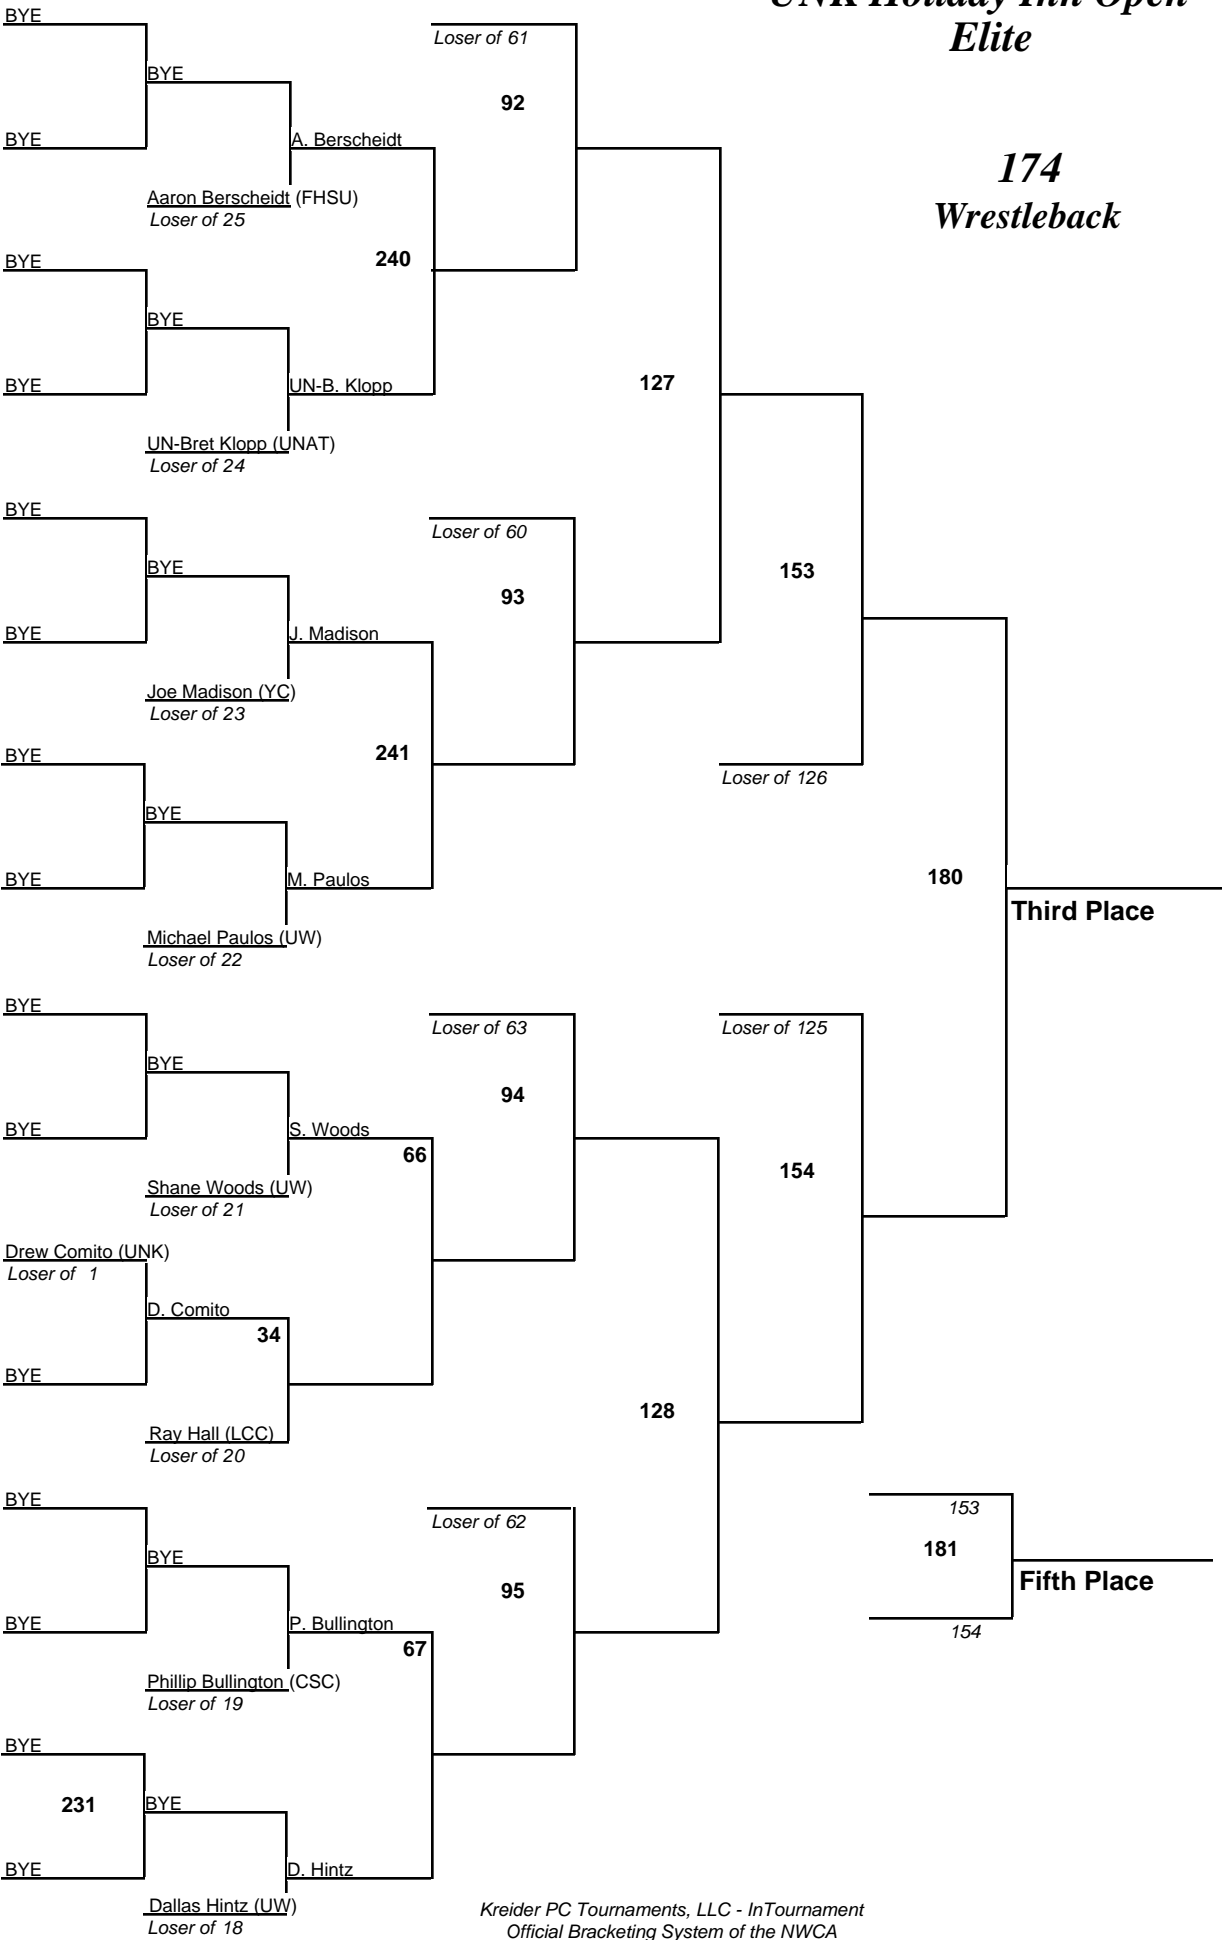 UNK Holiday Inn Open
Elite
174
Wrestleback
BYE
Loser of 61
BYE
92
BYE
A. Berscheidt
Aaron Berscheidt (FHSU)
Loser of 25
BYE
240
BYE
BYE
UN-B. Klopp
127
UN-Bret Klopp (UNAT)
Loser of 24
BYE
Loser of 60
BYE
153
93
BYE
J. Madison
Joe Madison (YC)
Loser of 23
BYE
241
Loser of 126
BYE
BYE
M. Paulos
180
Third Place
Michael Paulos (UW)
Loser of 22
BYE
Loser of 63
Loser of 125
BYE
94
BYE
S. Woods
66
154
Shane Woods (UW)
Loser of 21
Drew Comito (UNK)
Loser of 1
D. Comito
34
BYE
128
Ray Hall (LCC)
Loser of 20
BYE
Loser of 62
153
BYE
181
95
Fifth Place
BYE
P. Bullington
67
154
Phillip Bullington (CSC)
Loser of 19
BYE
231
BYE
BYE
D. Hintz
Dallas Hintz (UW)
Loser of 18
Kreider PC Tournaments, LLC - InTournament
Official Bracketing System of the NWCA